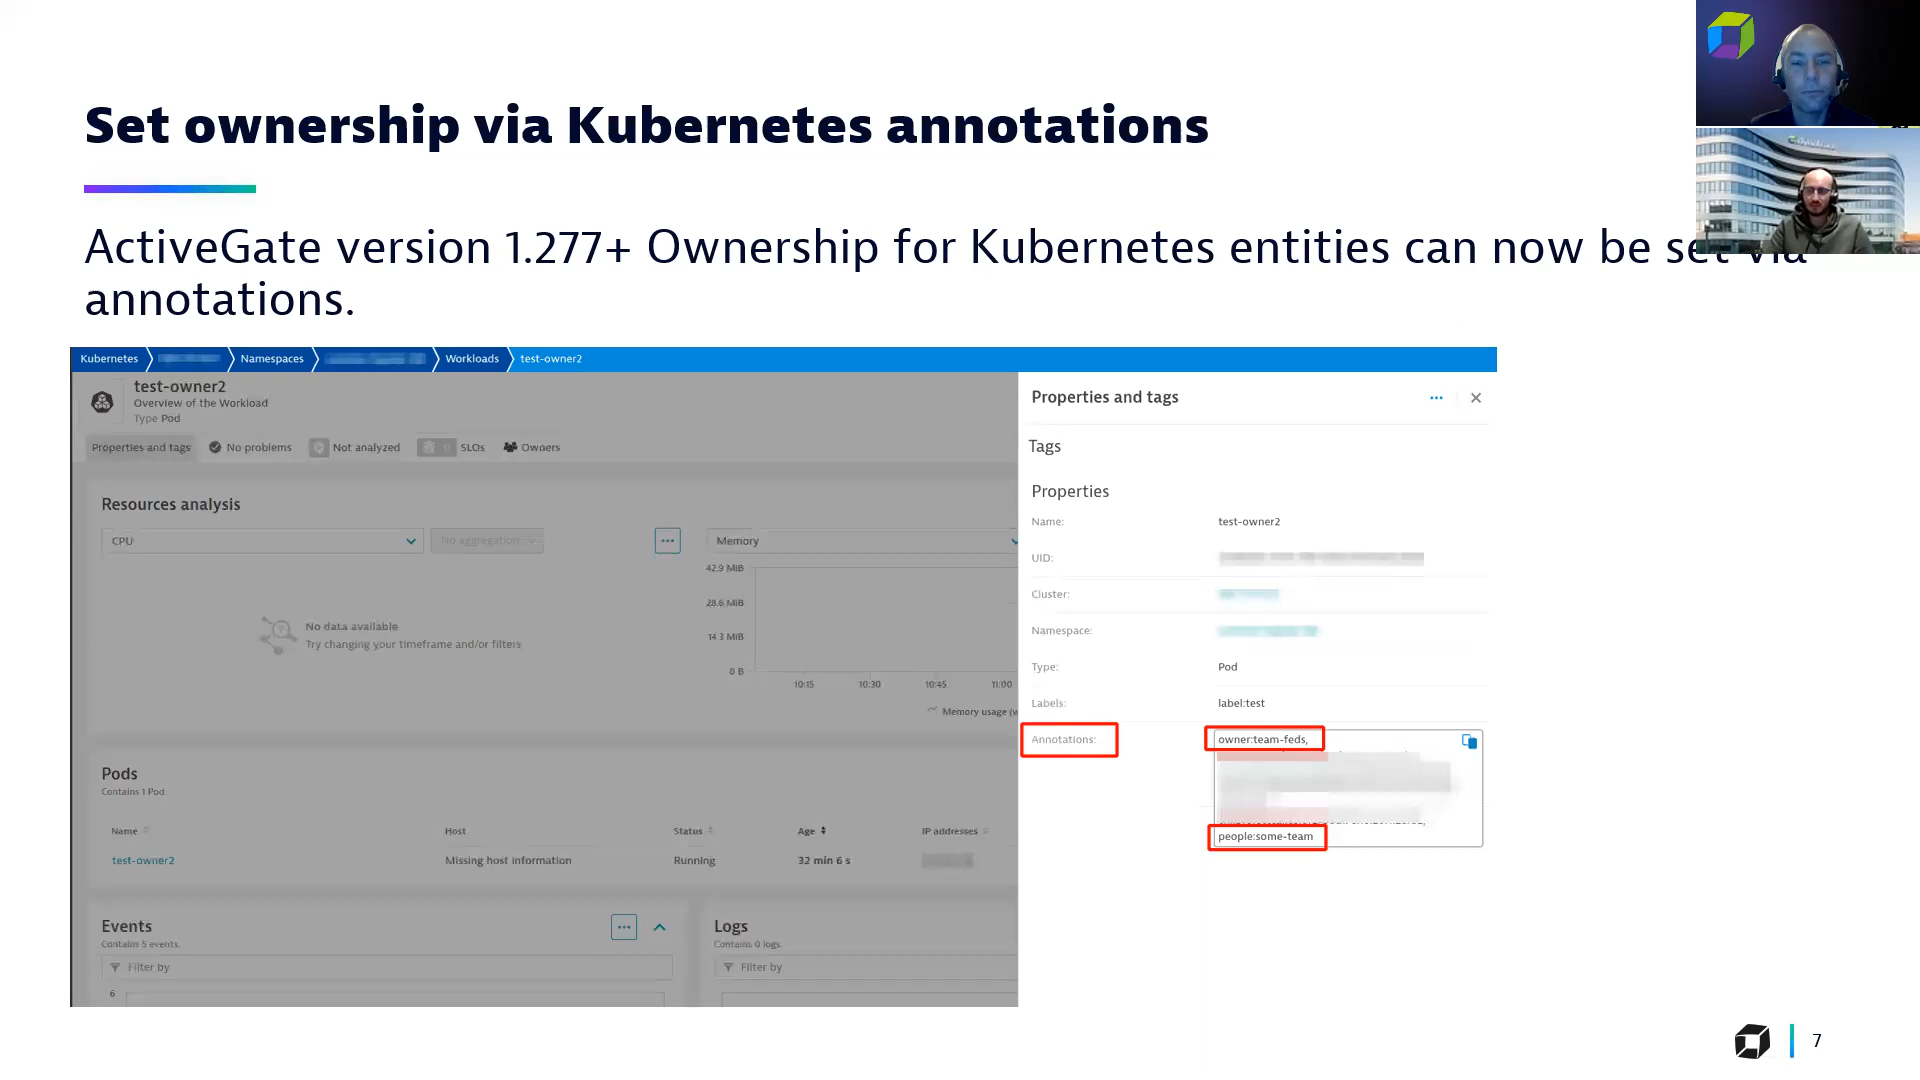 Set ownership via Kubernetes annotations
ActiveGate version 1.277+ Ownership for Kubernetes entities can now be set via
annotations.
Kubernetes Namespaces Workloads test-owner2
test-owner2
Overview of the Workload
Type Pod
Properties and tags No problems Not analyzed 0 SLOs Owners
Resources analysis
CPU No aggregation
No data available
Try changing your timeframe and/or filters
Memory
42.9 MiB
28.6 MiB
14.3 MiB
0 B
10:15 10:30 10:45 11:00
Memory usage (w
Pods
Contains 1 Pod
Name Host Status Age IP addresses
test-owner2 Missing host information Running 32 min 6 s
Events
Contains 5 events.
Filter by
6
Logs
Contains 0 logs.
Filter by
Properties and tags
Tags
Properties
Name: test-owner2
UID:
Cluster:
Namespace:
Type: Pod
Labels: label:test
Annotations: owner:team-feds,
people:some-team
7